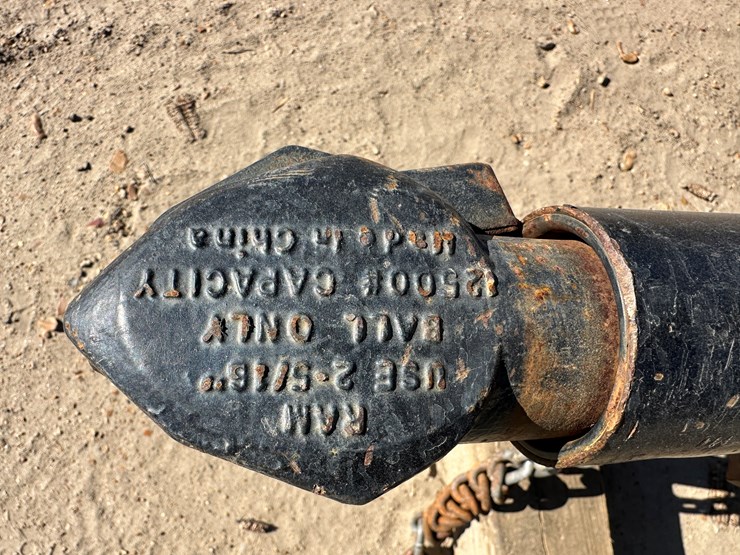 RAM
USE 2-5/16"
BALL ONLY
12500# CAPACITY
Made in China